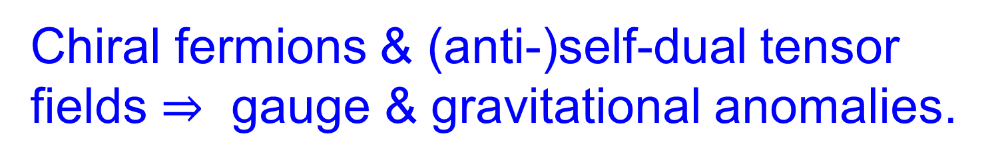 Chiral fermions & (anti-)self-dual tensor
fields ⇒ gauge & gravitational anomalies.